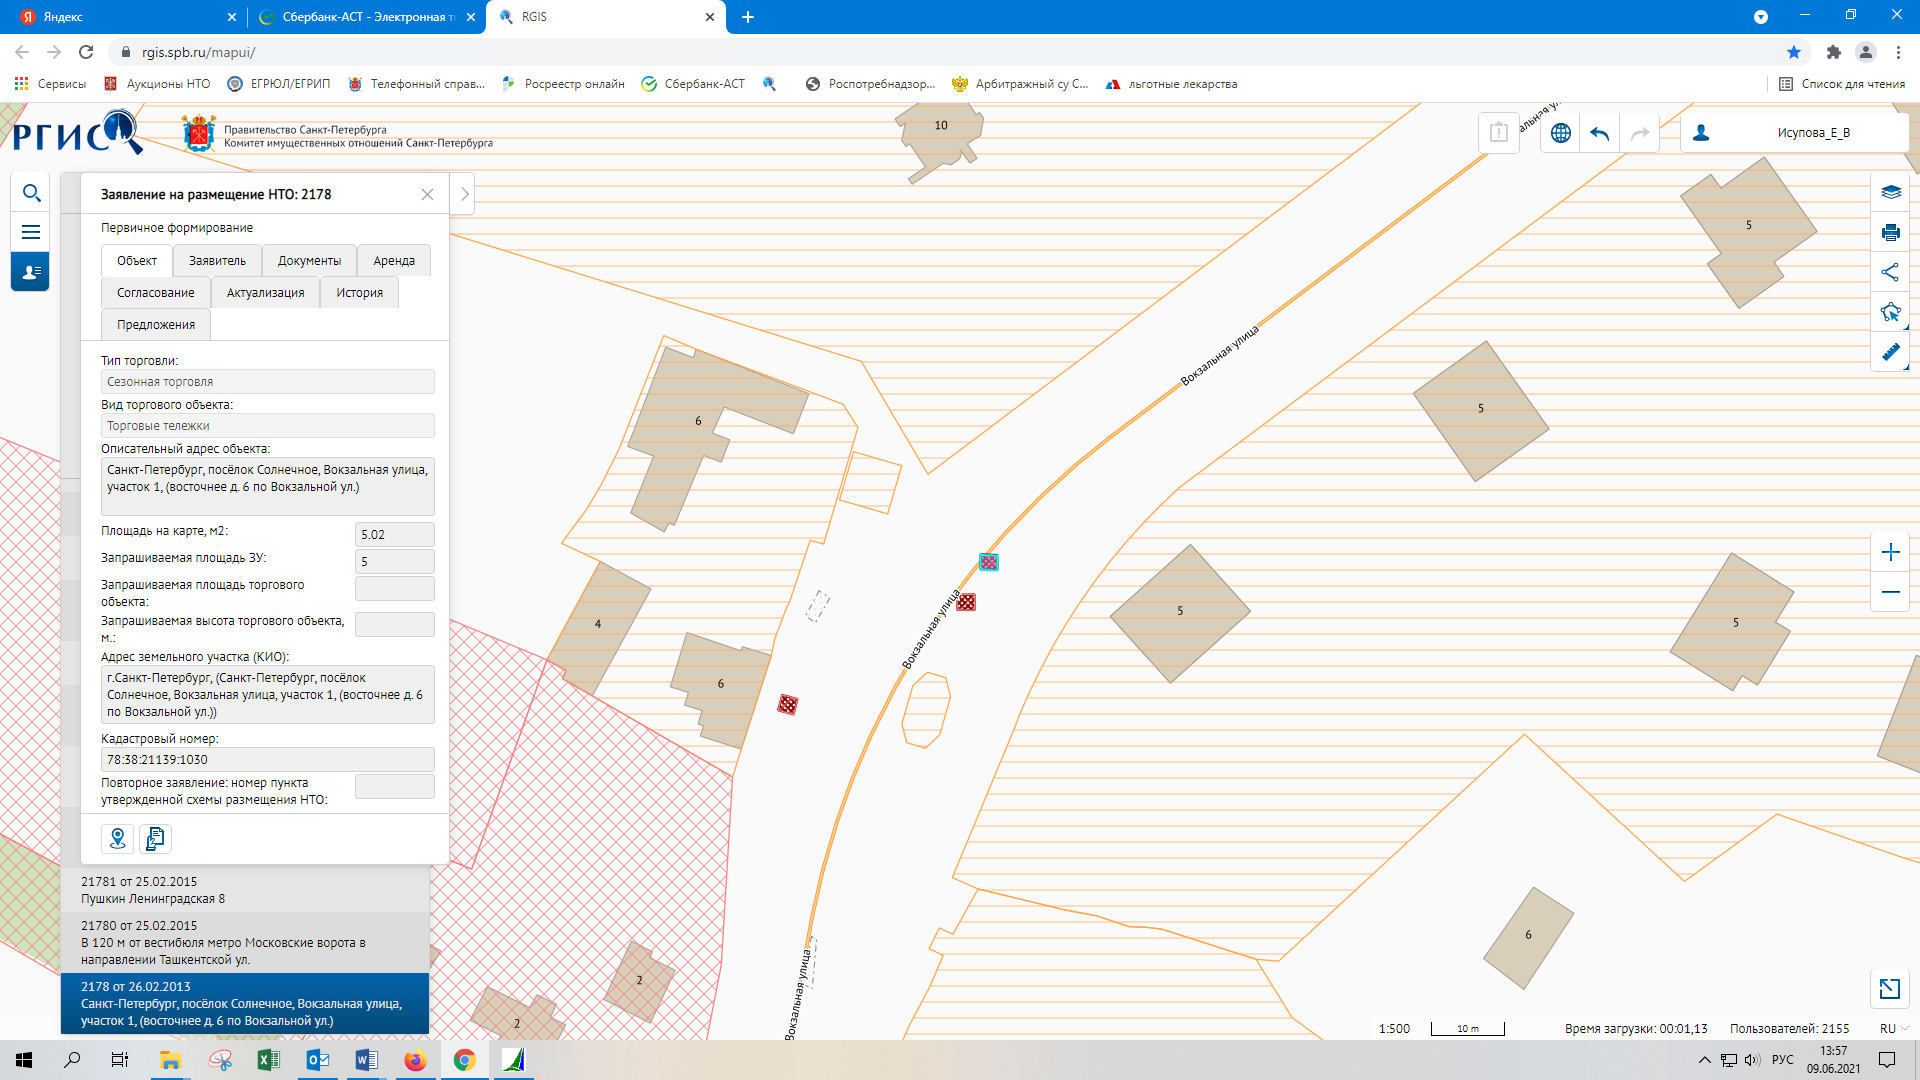 Яндекс
Сбербанк-АСТ - Электронная то
RGIS
rgis.spb.ru/mapui/
Сервисы
Аукционы НТО
ЕГРЮЛ/ЕГРИП
Телефонный справ...
Росреестр онлайн
Сбербанк-АСТ
Роспотребнадзор...
Арбитражный су С...
льготные лекарства
Список для чтения
РГИС
Правительство Санкт-Петербурга
Комитет имущественных отношений Санкт-Петербурга
Исупова_Е_В
Заявление на размещение НТО: 2178
Первичное формирование
Объект
Заявитель
Документы
Аренда
Согласование
Актуализация
История
Предложения
Тип торговли:
Сезонная торговля
Вид торгового объекта:
Торговые тележки
Описательный адрес объекта:
Санкт-Петербург, посёлок Солнечное, Вокзальная улица,
участок 1, (восточнее д. 6 по Вокзальной ул.)
Площадь на карте, м2:
5.02
Запрашиваемая площадь ЗУ:
5
Запрашиваемая площадь торгового
объекта:
Запрашиваемая высота торгового объекта,
м.:
Адрес земельного участка (КИО):
г.Санкт-Петербург, (Санкт-Петербург, посёлок
Солнечное, Вокзальная улица, участок 1, (восточнее д. 6
по Вокзальной ул.))
Кадастровый номер:
78:38:21139:1030
Повторное заявление: номер пункта
утвержденной схемы размещения НТО:
21781 от 25.02.2015
Пушкин Ленинградская 8
21780 от 25.02.2015
В 120 м от вестибюля метро Московские ворота в
направлении Ташкентской ул.
2178 от 26.02.2013
Санкт-Петербург, посёлок Солнечное, Вокзальная улица,
участок 1, (восточнее д. 6 по Вокзальной ул.)
10
5
Вокзальная улица
6
5
5
4
Вокзальная улица
5
6
6
2
2
Вокзальная улица
1:500
10 m
Время загрузки: 00:01,13
Пользователей: 2155
RU
РУС
13:57
09.06.2021